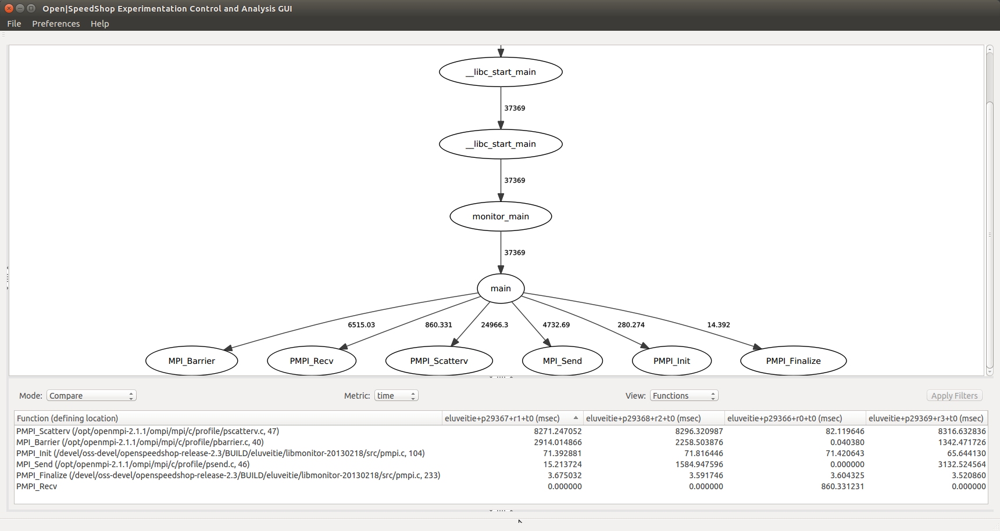 Open|SpeedShop Experimentation Control and Analysis GUI
File Preferences Help
__libc_start_main
37369
__libc_start_main
37369
monitor_main
37369
main
6515.03 860.331 24966.3 4732.69 280.274 14.392
MPI_Barrier PMPI_Recv PMPI_Scatterv MPI_Send PMPI_Init PMPI_Finalize
Mode: Compare Metric: time View: Functions Apply Filters
Function (defining location) eluveitie+p29367+r1+t0 (msec) eluveitie+p29368+r2+t0 (msec) eluveitie+p29366+r0+t0 (msec) eluveitie+p29369+r3+t0 (msec)
PMPI_Scatterv (/opt/openmpi-2.1.1/ompi/mpi/c/profile/pscatterv.c, 47) 8271.247052 8296.320987 82.119646 8316.632836
MPI_Barrier (/opt/openmpi-2.1.1/ompi/mpi/c/profile/pbarrier.c, 40) 2914.014866 2258.503876 0.040380 1342.471726
PMPI_Init (/devel/oss-devel/openspeedshop-release-2.3/BUILD/eluveitie/libmonitor-20130218/src/pmpi.c, 104) 71.392881 71.816446 71.420643 65.644130
MPI_Send (/opt/openmpi-2.1.1/ompi/mpi/c/profile/psend.c, 46) 15.213724 1584.947596 0.000000 3132.524564
PMPI_Finalize (/devel/oss-devel/openspeedshop-release-2.3/BUILD/eluveitie/libmonitor-20130218/src/pmpi.c, 233) 3.675032 3.591746 3.604325 3.520860
PMPI_Recv 0.000000 0.000000 860.331231 0.000000